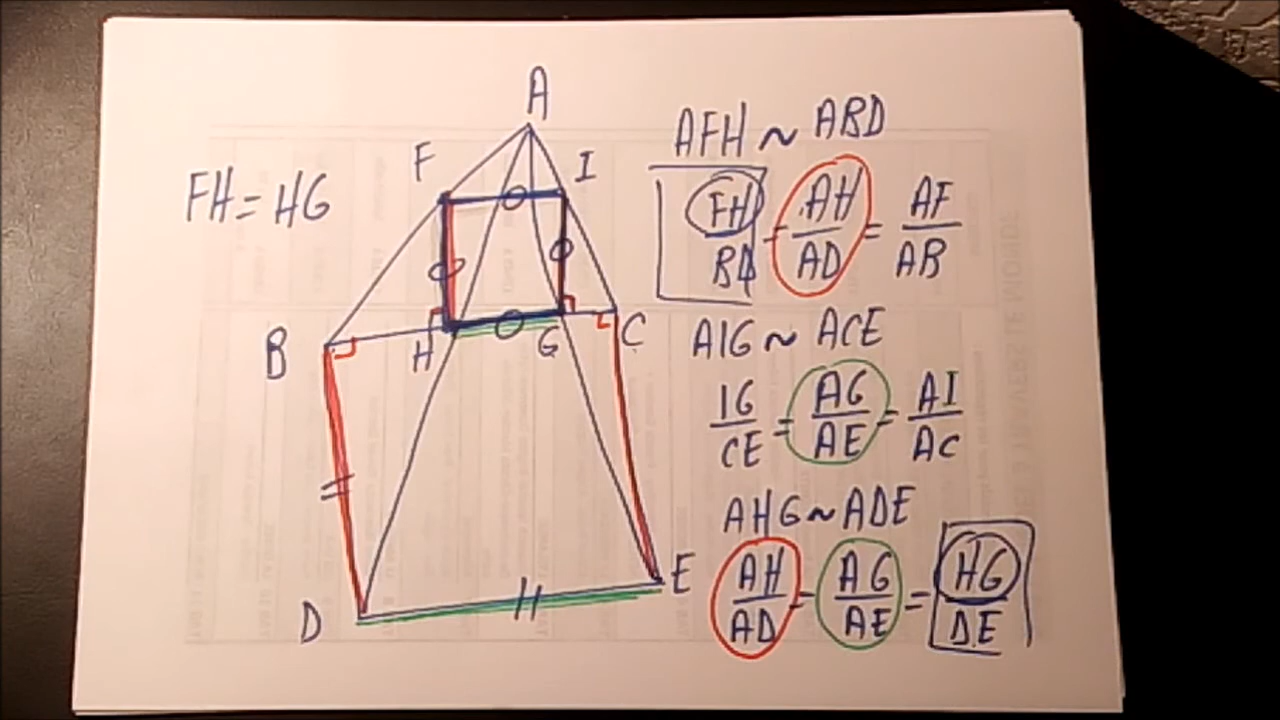 A
F
I
FH = HG
B
H
G
C
D
E
AFH ~ ABD
FH/BD = AH/AD = AF/AB
AIG ~ ACE
IG/CE = AG/AE = AI/AC
AHG ~ ADE
AH/AD = AG/AE = HG/DE